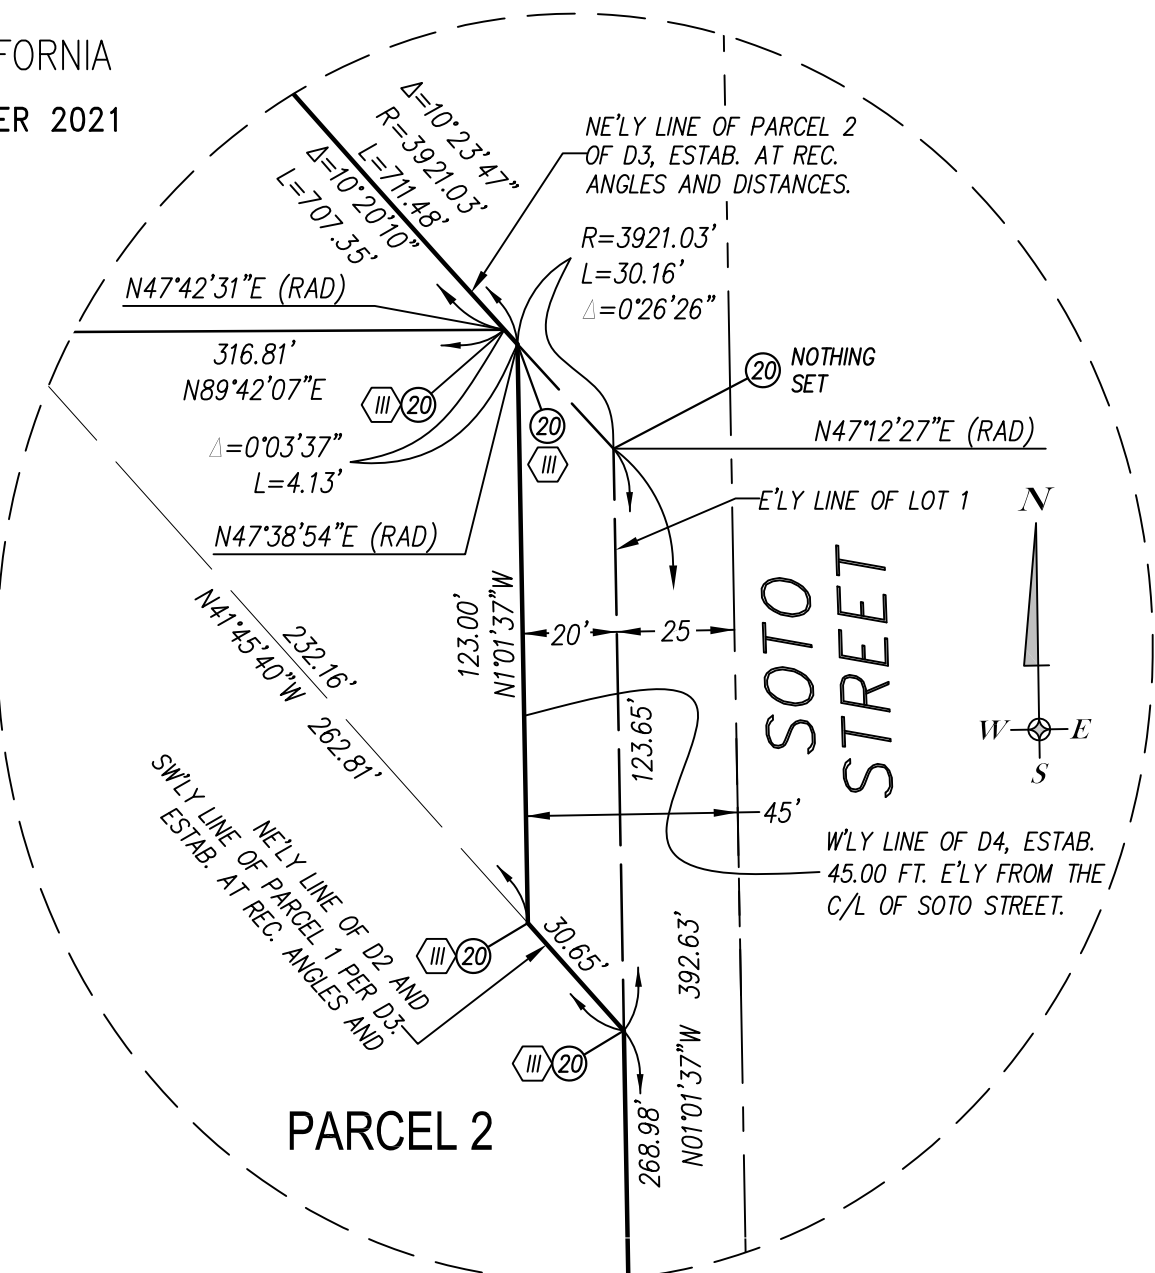 FORNIA
ER 2021
Δ=10°23'47"
R=3921.03'
L=711.48'
Δ=10°20'10"
L=707.35'
NE'LY LINE OF PARCEL 2
OF D3, ESTAB. AT REC.
ANGLES AND DISTANCES.
R=3921.03'
L=30.16'
Δ=0°26'26"
N47°42'31"E (RAD)
316.81'
N89°42'07"E
III 20
20 NOTHING
SET
20
III
N47°12'27"E (RAD)
Δ=0°03'37"
L=4.13'
N47°38'54"E (RAD)
E'LY LINE OF LOT 1
N
W E
S
SOTO
STREET
123.00'
N1°01'37"W
20'
25
232.16'
N41°45'40"W 262.81'
123.65'
45'
W'LY LINE OF D4, ESTAB.
45.00 FT. E'LY FROM THE
C/L OF SOTO STREET.
NE'LY LINE OF D2 AND
SW'LY LINE OF PARCEL 1 PER D3.
ESTAB. AT REC. ANGLES AND
III 20
30.65'
III 20
N01°01'37"W 392.63'
268.98'
PARCEL 2